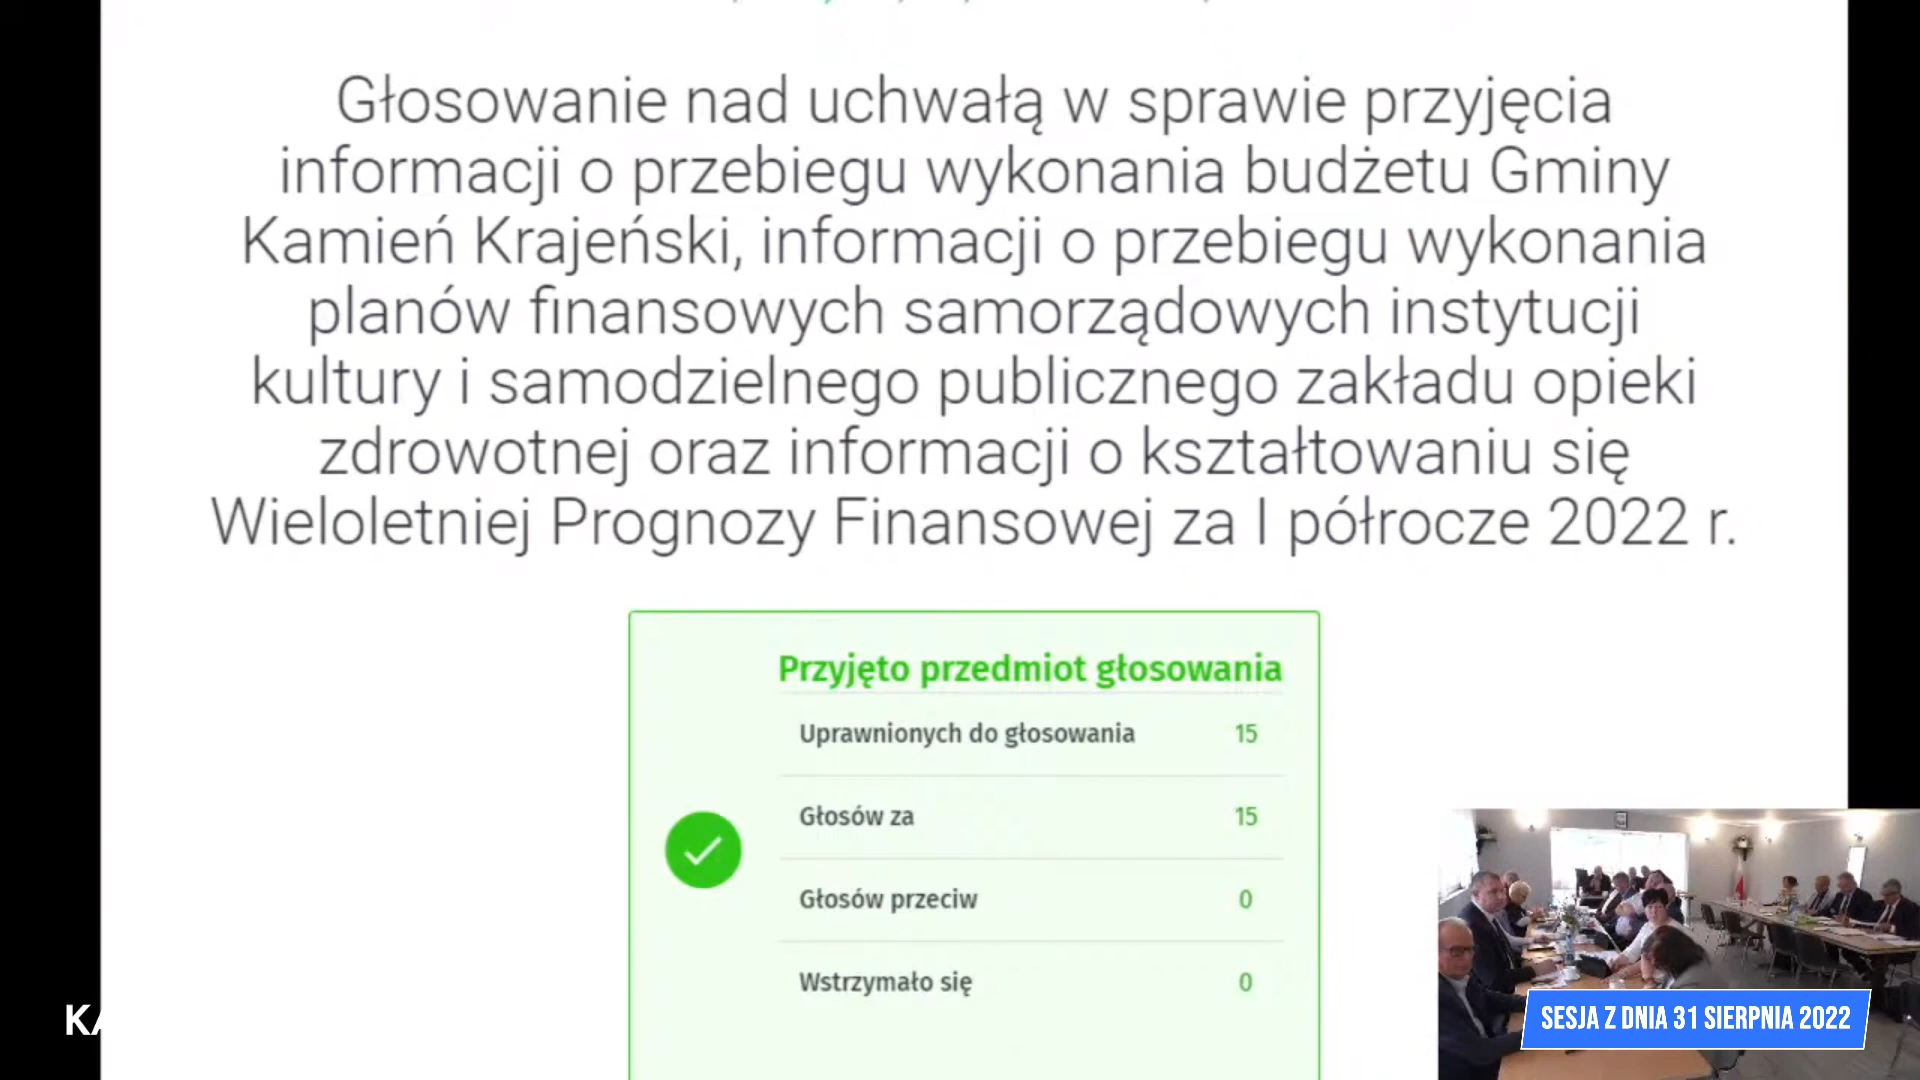 Głosowanie nad uchwałą w sprawie przyjęcia
informacji o przebiegu wykonania budżetu Gminy
Kamień Krajeński, informacji o przebiegu wykonania
planów finansowych samorządowych instytucji
kultury i samodzielnego publicznego zakładu opieki
zdrowotnej oraz informacji o kształtowaniu się
Wieloletniej Prognozy Finansowej za I półrocze 2022 r.
Przyjęto przedmiot głosowania
Uprawnionych do głosowania 15
Głosów za 15
Głosów przeciw 0
Wstrzymało się 0
SESJA Z DNIA 31 SIERPNIA 2022